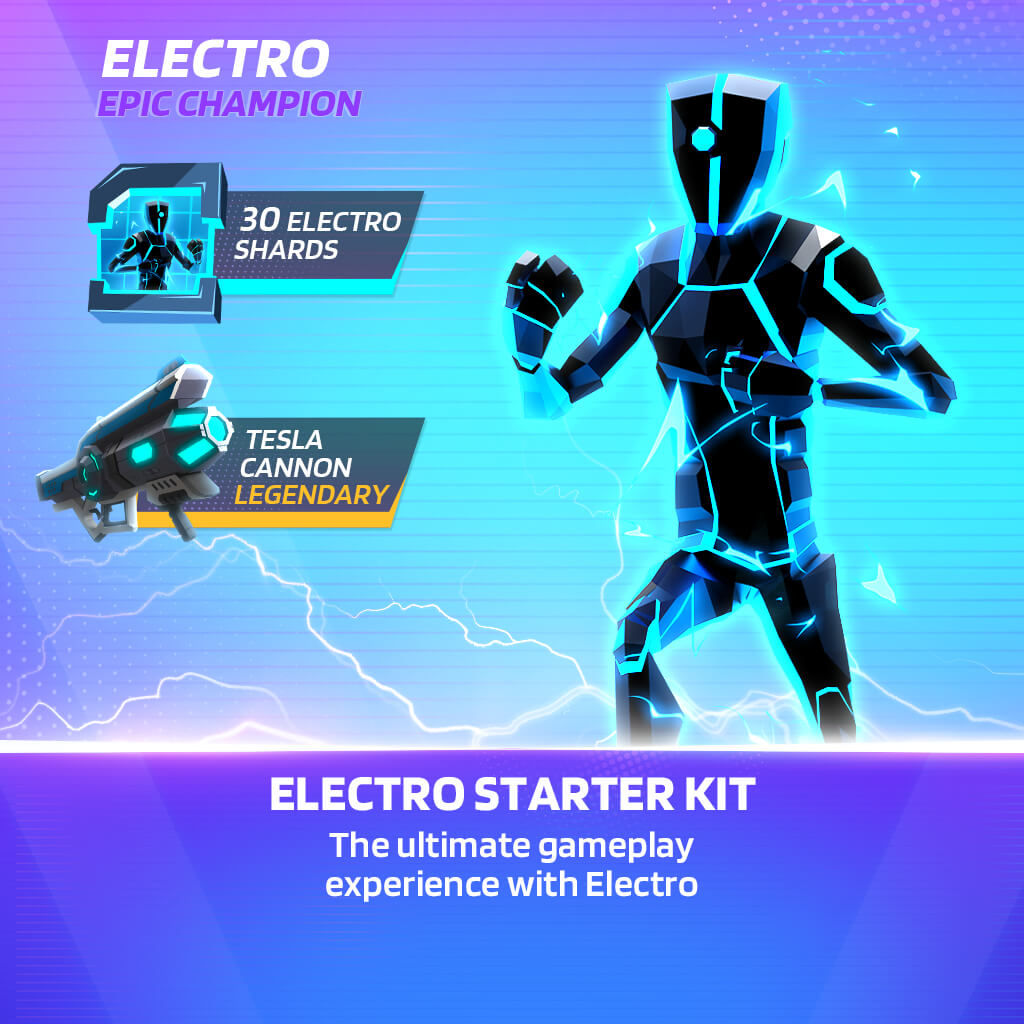 ELECTRO
EPIC CHAMPION
30 ELECTRO
SHARDS
TESLA
CANNON
LEGENDARY
ELECTRO STARTER KIT
The ultimate gameplay
experience with Electro